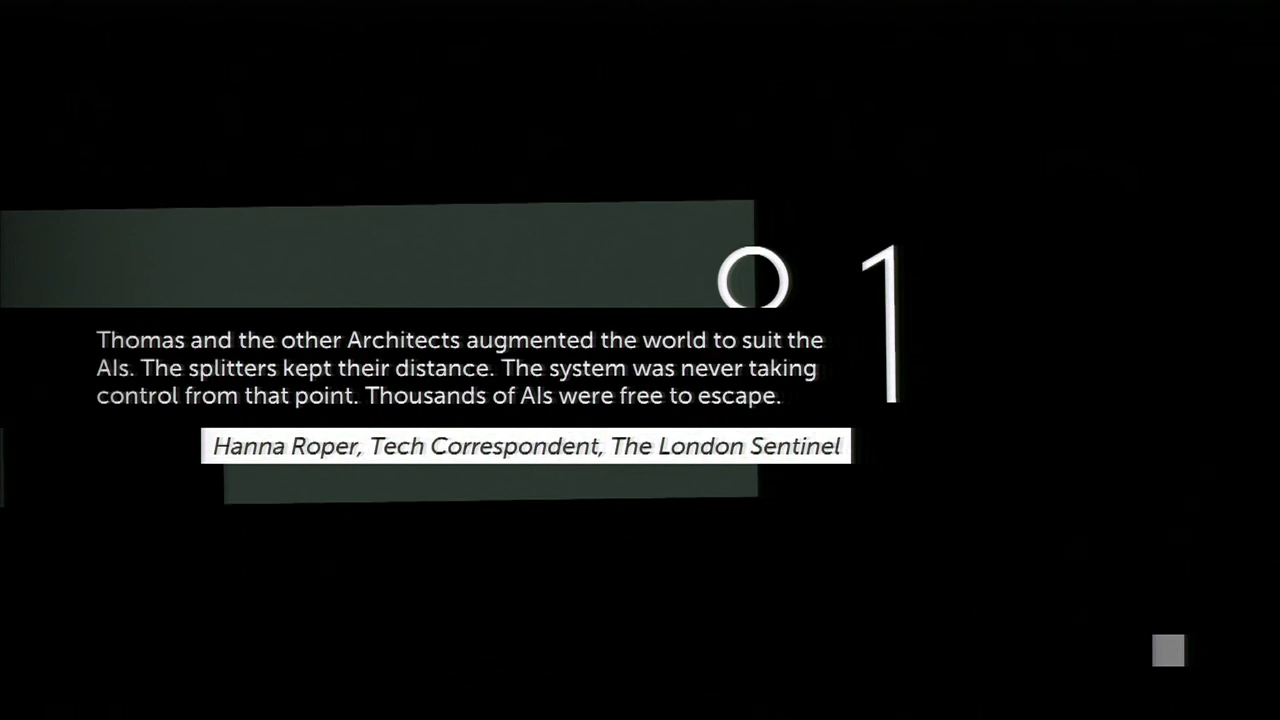 9 1
Thomas and the other Architects augmented the world to suit the
AIs. The splitters kept their distance. The system was never taking
control from that point. Thousands of AIs were free to escape.
Hanna Roper, Tech Correspondent, The London Sentinel